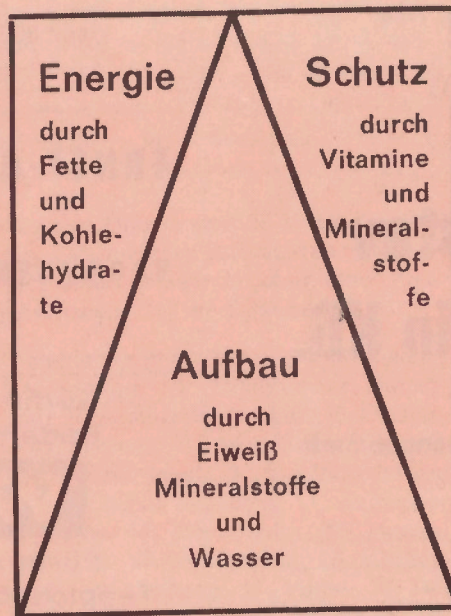 Energie
durch
Fette
und
Kohle-
hydra-
te
Schutz
durch
Vitamine
und
Mineral-
stof-
fe
Aufbau
durch
Eiweiß
Mineralstoffe
und
Wasser